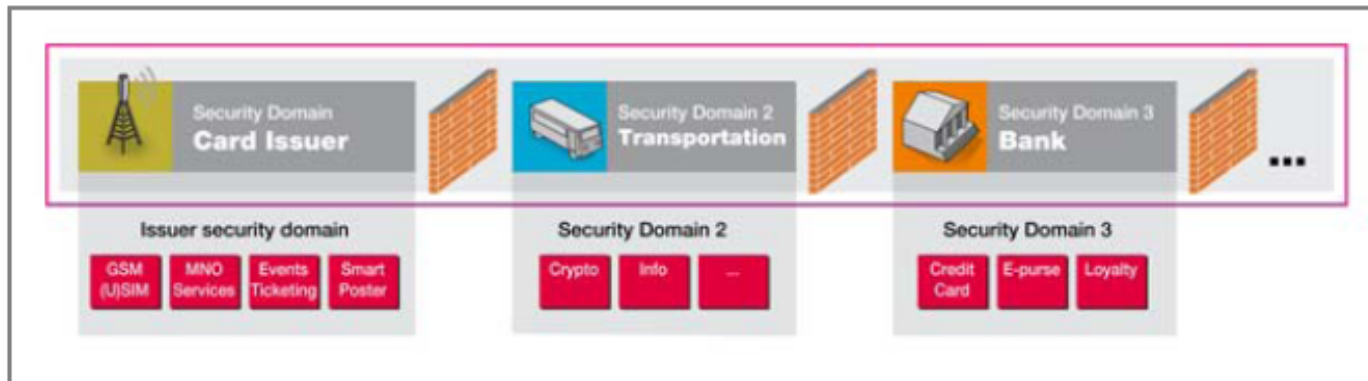 Security Domain
Card Issuer
Security Domain 2
Transportation
Security Domain 3
Bank
...
Issuer security domain
Security Domain 2
Security Domain 3
GSM
(U)SIM
MNO
Services
Events
Ticketing
Smart
Poster
Crypto
Info
...
Credit
Card
E-purse
Loyalty